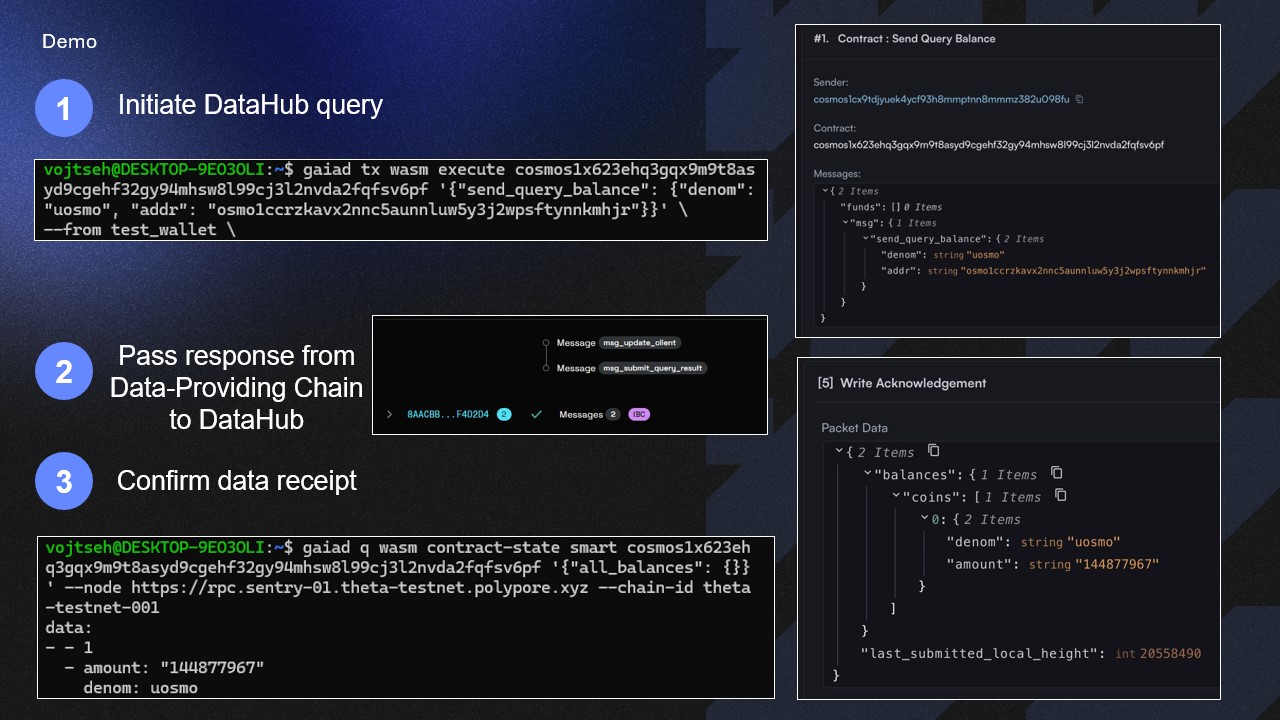 Demo
1
Initiate DataHub query
vojtseh@DESKTOP-9EO3OLI:~$ gaiad tx wasm execute cosmos1x623ehq3gqx9m9t8as
yd9cgehf32gy94mhsw8l99cj3l2nvda2fqfsv6pf '{"send_query_balance": {"denom":
"uosmo", "addr": "osmo1ccrzkavx2nnc5aunnluw5y3j2wpsftynnkmhjr"}}' \
--from test_wallet \
#1. Contract : Send Query Balance
Sender:
cosmos1cx9tdjyuek4ycf93h8mmptnn8mmmz382u098fu
Contract:
cosmos1x623ehq3gqx9m9t8asyd9cgehf32gy94mhsw8l99cj3l2nvda2fqfsv6pf
Messages:
{ 2 Items
"funds": [] 0 Items
"msg": { 1 Items
"send_query_balance": { 2 Items
"denom": string "uosmo"
"addr": string "osmo1ccrzkavx2nnc5aunnluw5y3j2wpsftynnkmhjr"
}
}
}
2
Pass response from
Data-Providing Chain
to DataHub
Message msg_update_client
Message msg_submit_query_result
8AACBB...F4D2D4 2 Messages 2 IBC
3
Confirm data receipt
vojtseh@DESKTOP-9EO3OLI:~$ gaiad q wasm contract-state smart cosmos1x623eh
q3gqx9m9t8asyd9cgehf32gy94mhsw8l99cj3l2nvda2fqfsv6pf '{"all_balances": {}}
' --node https://rpc.sentry-01.theta-testnet.polypore.xyz --chain-id theta
-testnet-001
data:
- - 1
- amount: "144877967"
denom: uosmo
[5] Write Acknowledgement
Packet Data
{ 2 Items
"balances": { 1 Items
"coins": [ 1 Items
0: { 2 Items
"denom": string "uosmo"
"amount": string "144877967"
}
]
}
"last_submitted_local_height": int 20558490
}